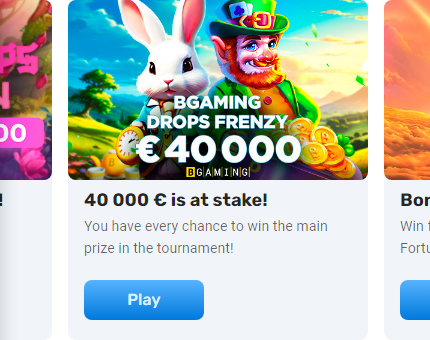 BGAMING
DROPS FRENZY
€40 000
BGAMING
00
!
40 000 € is at stake!
You have every chance to win the main
prize in the tournament!
Play
Bon
Win f
Fortu